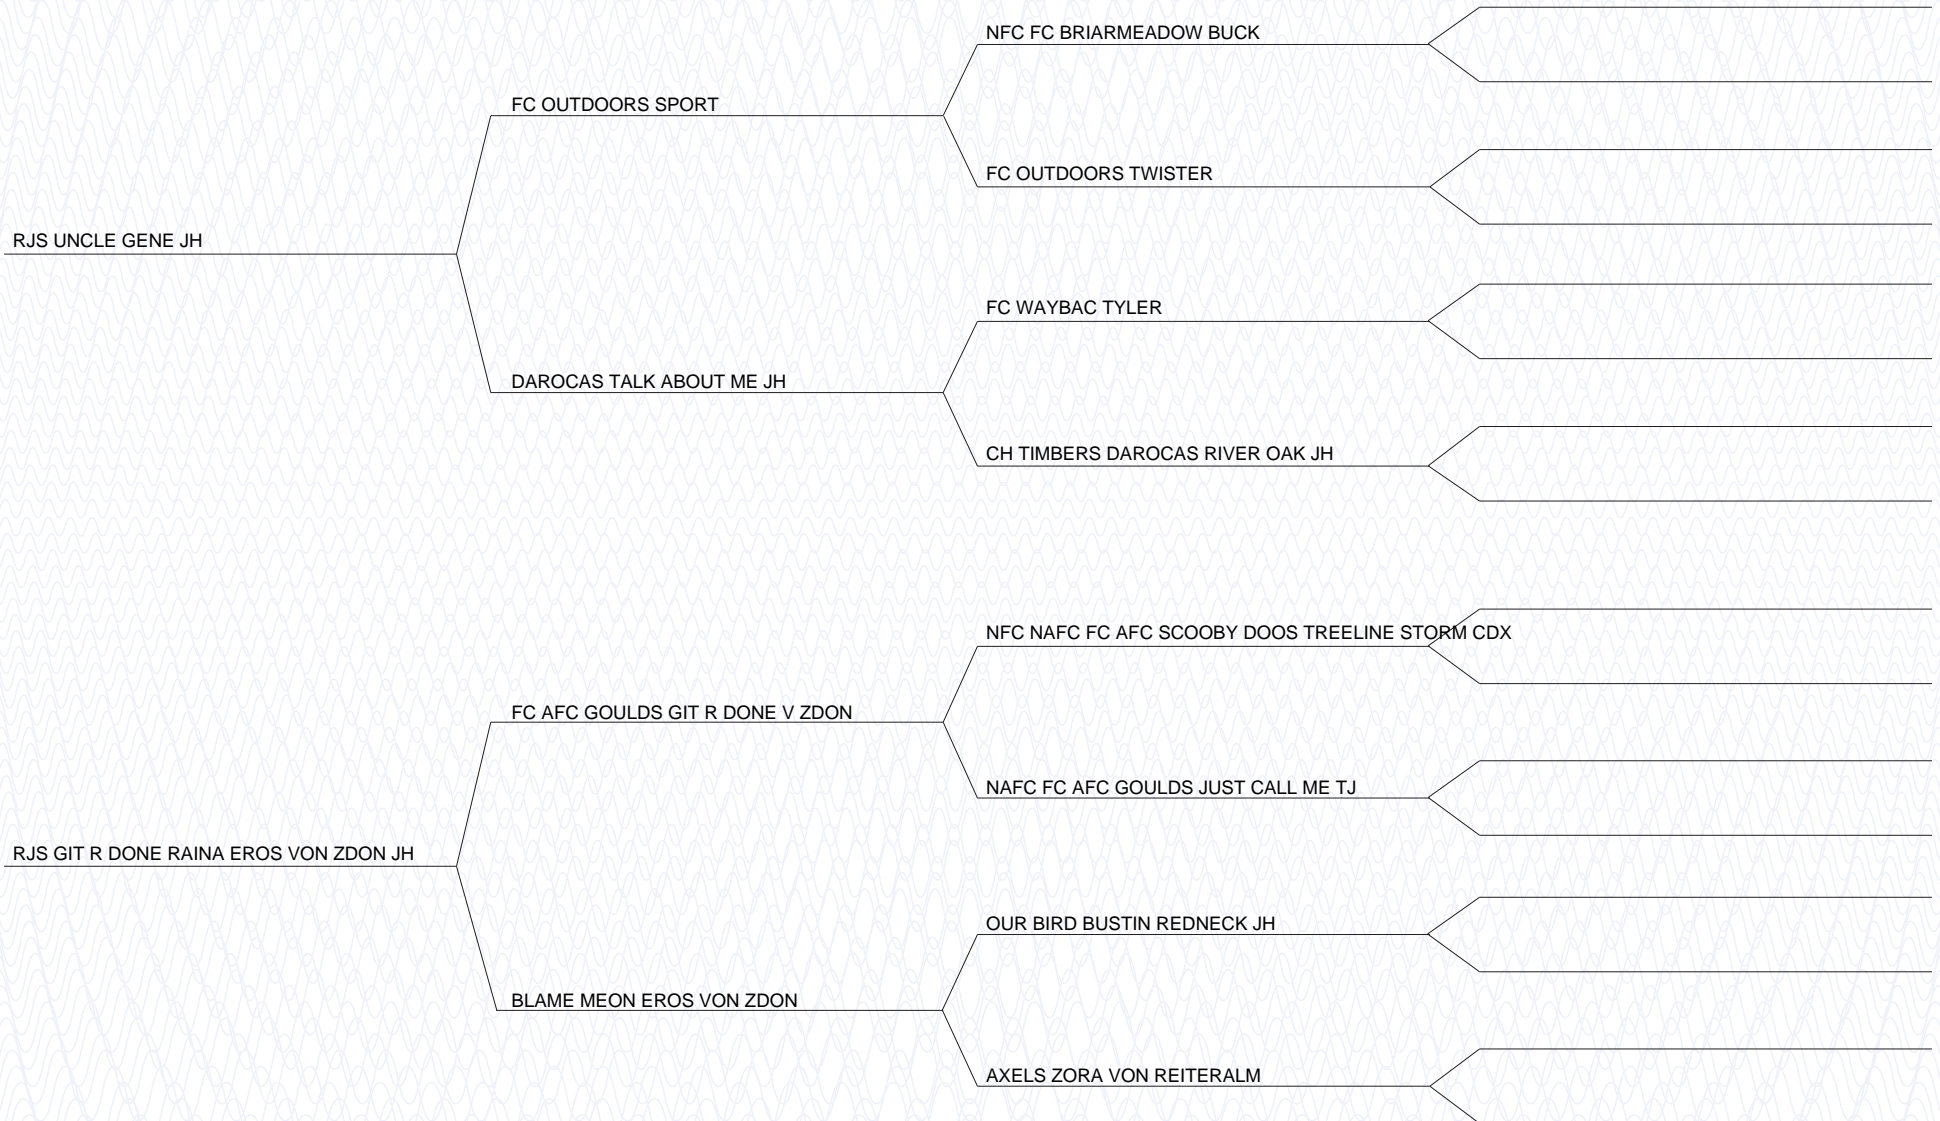 NFC FC BRIARMEADOW BUCK
FC OUTDOORS SPORT
FC OUTDOORS TWISTER
RJS UNCLE GENE JH
FC WAYBAC TYLER
DAROCAS TALK ABOUT ME JH
CH TIMBERS DAROCAS RIVER OAK JH
NFC NAFC FC AFC SCOOBY DOOS TREELINE STORM CDX
FC AFC GOULDS GIT R DONE V ZDON
NAFC FC AFC GOULDS JUST CALL ME TJ
RJS GIT R DONE RAINA EROS VON ZDON JH
OUR BIRD BUSTIN REDNECK JH
BLAME MEON EROS VON ZDON
AXELS ZORA VON REITERALM